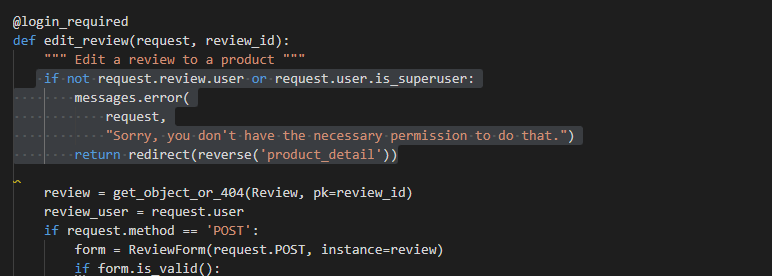 @login_required
def edit_review(request, review_id):
    """ Edit a review to a product """
    if not request.review.user or request.user.is_superuser:
        messages.error(
            request,
            "Sorry, you don't have the necessary permission to do that.")
        return redirect(reverse('product_detail'))
    review = get_object_or_404(Review, pk=review_id)
    review_user = request.user
    if request.method == 'POST':
        form = ReviewForm(request.POST, instance=review)
        if form.is_valid():